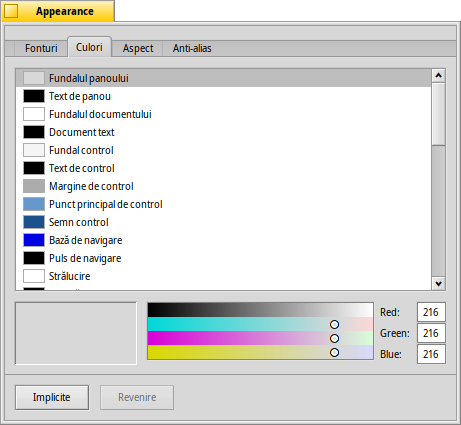 Appearance
Fonturi Culori Aspect Anti-alias
Fundalul panoului
Text de panou
Fundalul documentului
Document text
Fundal control
Text de control
Margine de control
Punct principal de control
Semn control
Bază de navigare
Puls de navigare
Strălucire
Red: 216
Green: 216
Blue: 216
Implicite Revenire